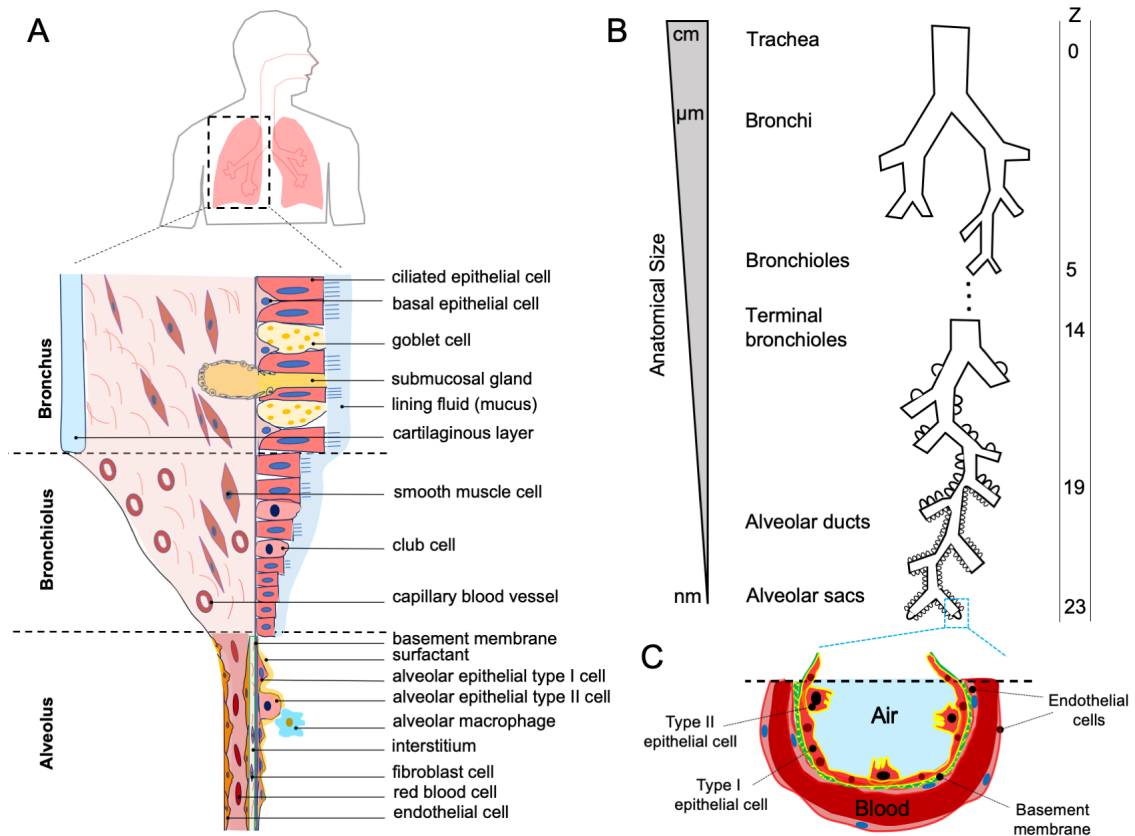 A
Bronchus
Bronchiolus
Alveolus
ciliated epithelial cell
basal epithelial cell
goblet cell
submucosal gland
lining fluid (mucus)
cartilaginous layer
smooth muscle cell
club cell
capillary blood vessel
basement membrane
surfactant
alveolar epithelial type I cell
alveolar epithelial type II cell
alveolar macrophage
interstitium
fibroblast cell
red blood cell
endothelial cell
B
Anatomical Size
cm
μm
nm
Trachea
Bronchi
Bronchioles
Terminal
bronchioles
Alveolar ducts
Alveolar sacs
Z
0
5
14
19
23
C
Type II
epithelial cell
Type I
epithelial cell
Air
Blood
Endothelial
cells
Basement
membrane